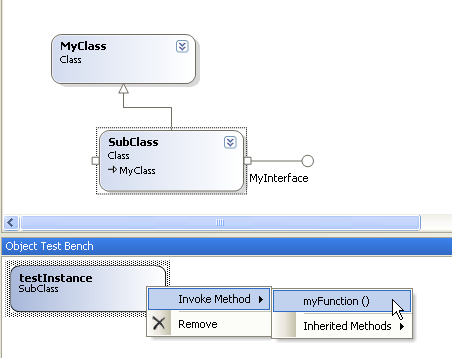 MyClass
Class
SubClass
Class
MyClass
MyInterface
Object Test Bench
testInstance
SubClass
Invoke Method
myFunction ()
Remove
Inherited Methods